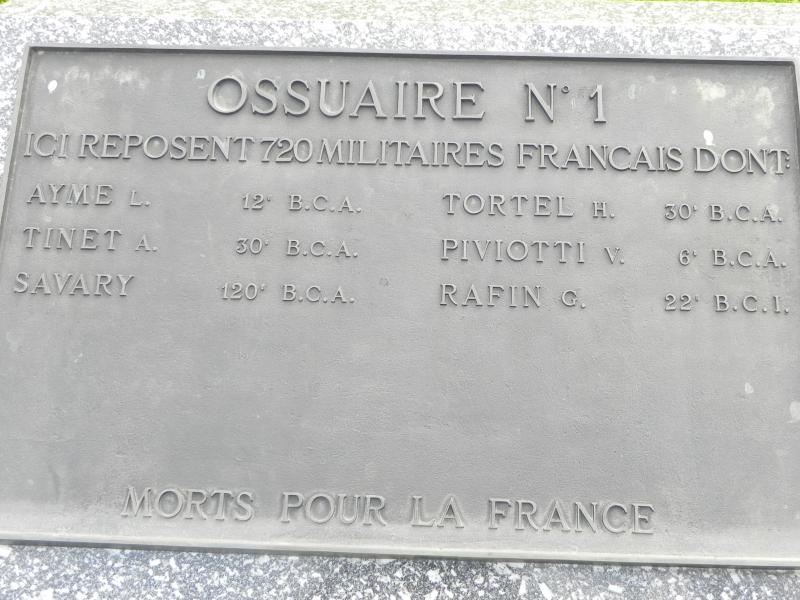 OSSUAIRE N° 1
ICI REPOSENT 720 MILITAIRES FRANCAIS DONT:
AYME L. 12e B.C.A. TORTEL H. 30e B.C.A.
TINET A. 30e B.C.A. PIVIOTTI V. 6e B.C.A.
SAVARY 120e B.C.A. RAFIN G. 22e B.C.I.
MORTS POUR LA FRANCE